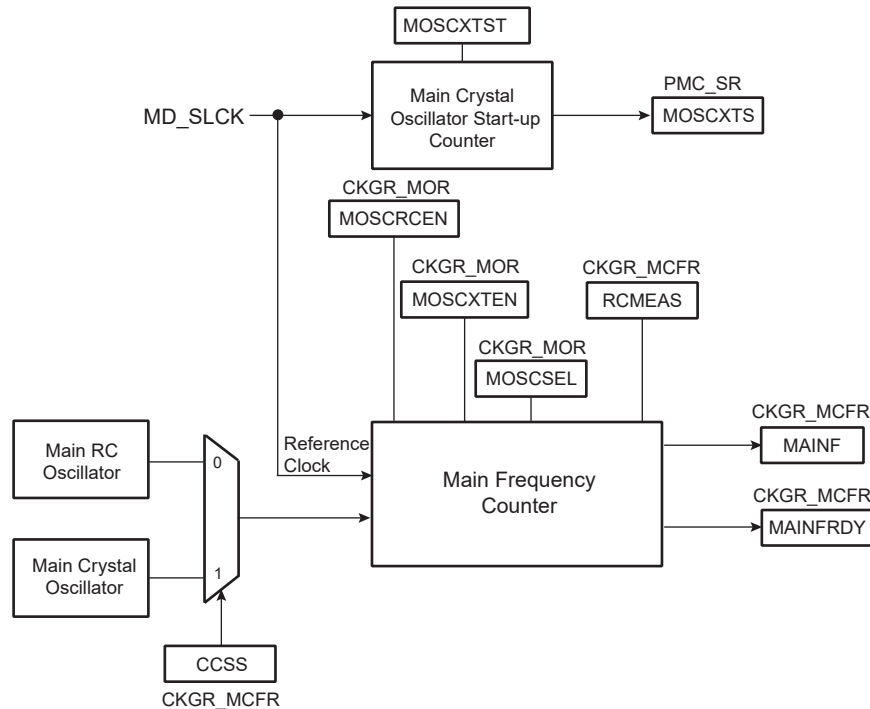 MOSCXTST
Main Crystal
Oscillator Start-up
Counter
MD_SLCK
PMC_SR
MOSCXTS
CKGR_MOR
MOSCRCEN
CKGR_MOR
MOSCXTEN
CKGR_MCFR
RCMEAS
CKGR_MOR
MOSCSEL
Main RC
Oscillator
0
Reference
Clock
Main Frequency
Counter
CKGR_MCFR
MAINF
CKGR_MCFR
MAINFRDY
Main Crystal
Oscillator
1
CCSS
CKGR_MCFR